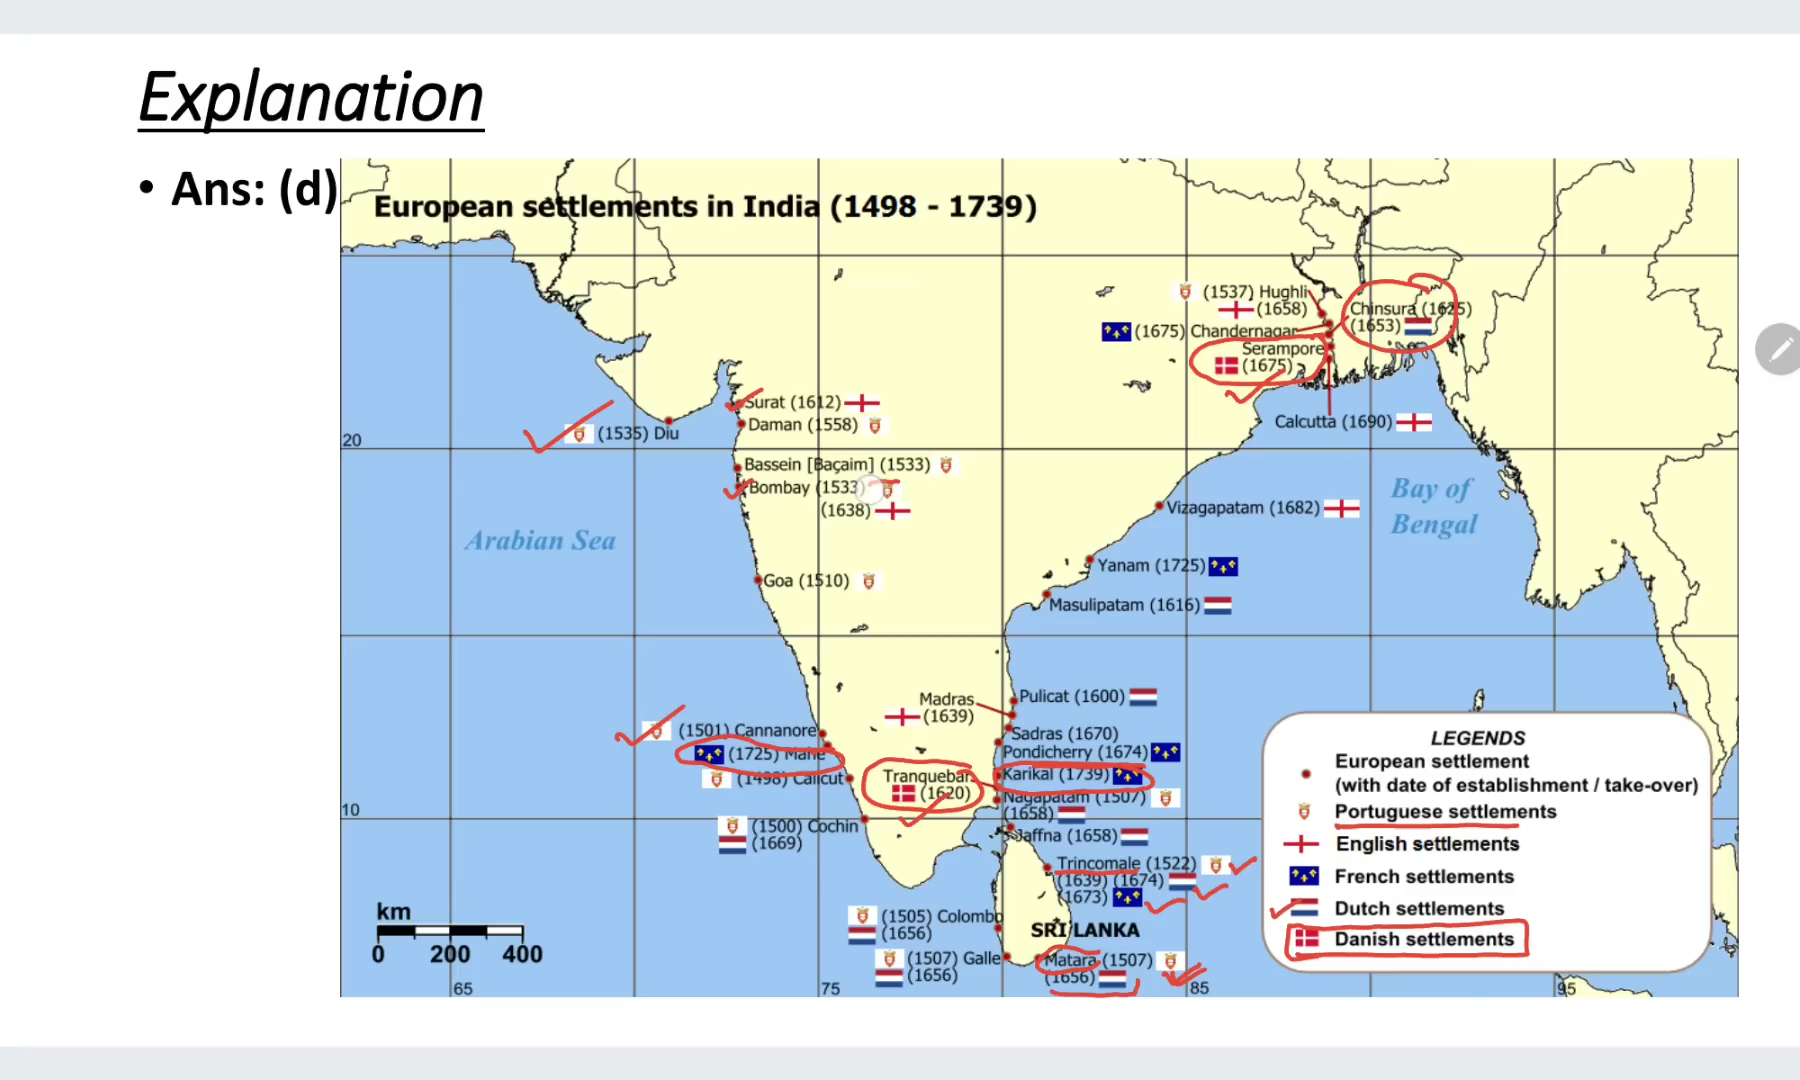 Explanation
• Ans: (d)
European settlements in India (1498 - 1739)
(1537) Hughli
(1658)
Chinsura (1625)
(1653)
(1675) Chandernagar
Serampore
(1675)
Calcutta (1690)
Surat (1612)
Daman (1558)
(1535) Diu
20
Bassein [Baçaim] (1533)
Bombay (1533)
(1638)
Arabian Sea
Bay of
Bengal
Vizagapatam (1682)
Yanam (1725)
Goa (1510)
Masulipatam (1616)
Madras
(1639)
Pulicat (1600)
(1501) Cannanore
Sadras (1670)
(1725) Mahe
Pondicherry (1674)
(1498) Calicut
Tranquebar
(1620)
Karikal (1739)
Nagapatam (1507)
(1658)
10
(1500) Cochin
(1669)
Jaffna (1658)
Trincomale (1522)
(1639) (1674)
(1673)
(1505) Colombo
(1656)
SRI LANKA
(1507) Galle
(1656)
Matara (1507)
(1656)
km
0 200 400
65 75 85 95
LEGENDS
European settlement
(with date of establishment / take-over)
Portuguese settlements
English settlements
French settlements
Dutch settlements
Danish settlements